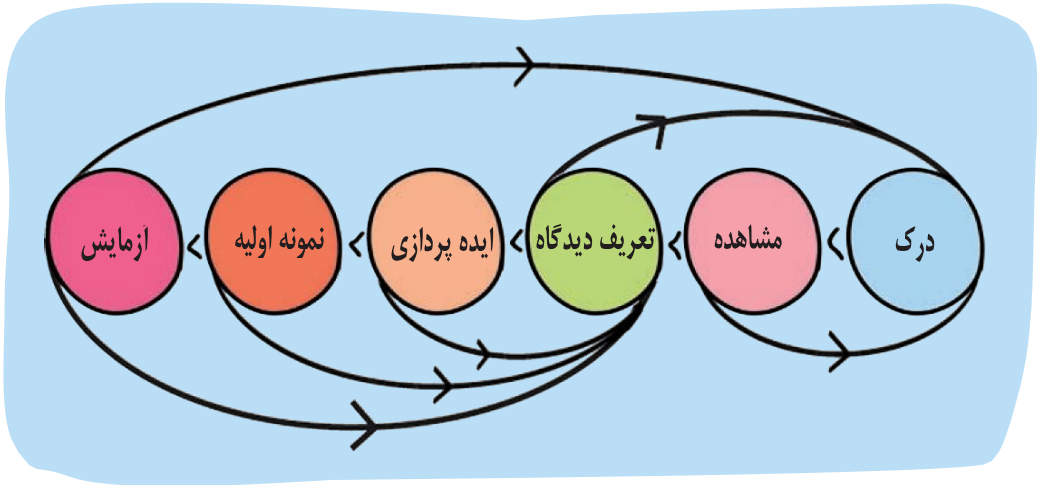 درک
مشاهده
تعریف دیدگاه
ایده پردازی
نمونه اولیه
آزمایش